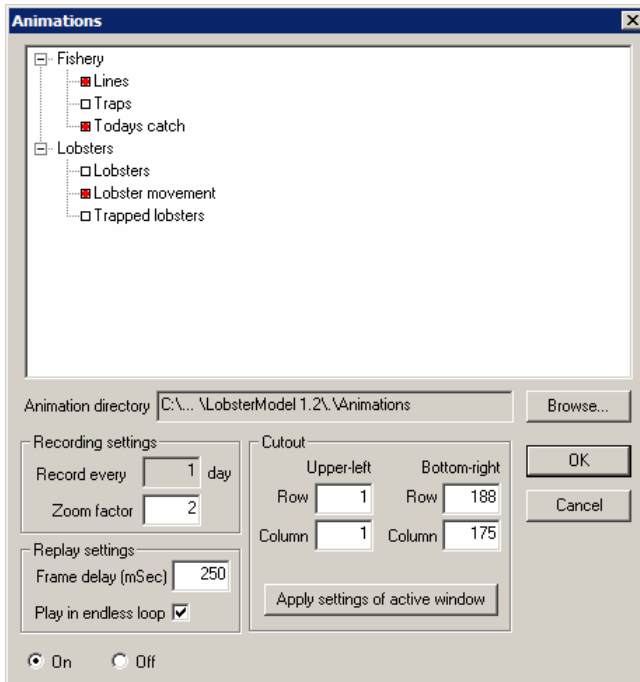 Animations
Fishery
Lines
Traps
Todays catch
Lobsters
Lobsters
Lobster movement
Trapped lobsters
Animation directory C:\... \LobsterModel 1.2\.\Animations Browse...
Recording settings Cutout
Upper-left Bottom-right OK
Record every 1 day
Row 1 Row 188
Zoom factor 2 Cancel
Column 1 Column 175
Replay settings
Frame delay (mSec) 250
Apply settings of active window
Play in endless loop
On Off